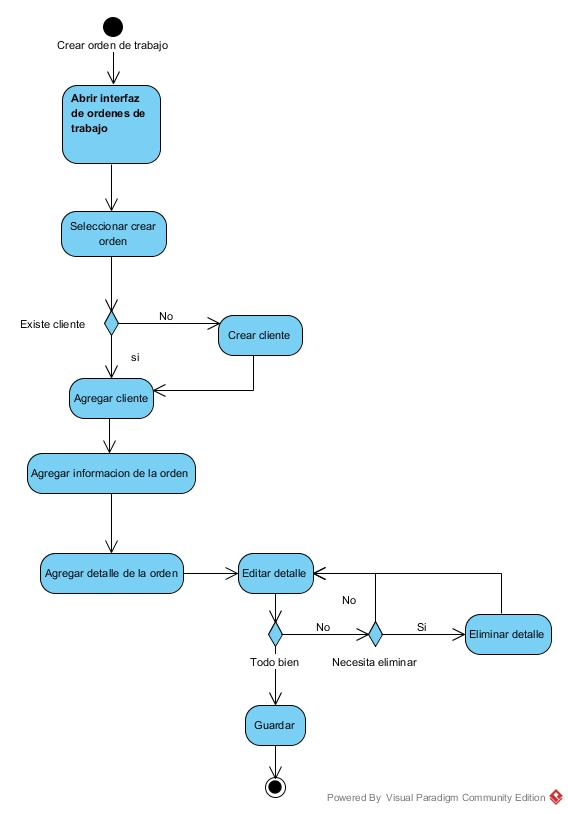 Crear orden de trabajo
Abrir interfaz
de ordenes de
trabajo
Seleccionar crear
orden
Existe cliente
No
Crear cliente
si
Agregar cliente
Agregar informacion de la orden
Agregar detalle de la orden
Editar detalle
No
No
Si
Eliminar detalle
Todo bien
Necesita eliminar
Guardar
Powered By Visual Paradigm Community Edition